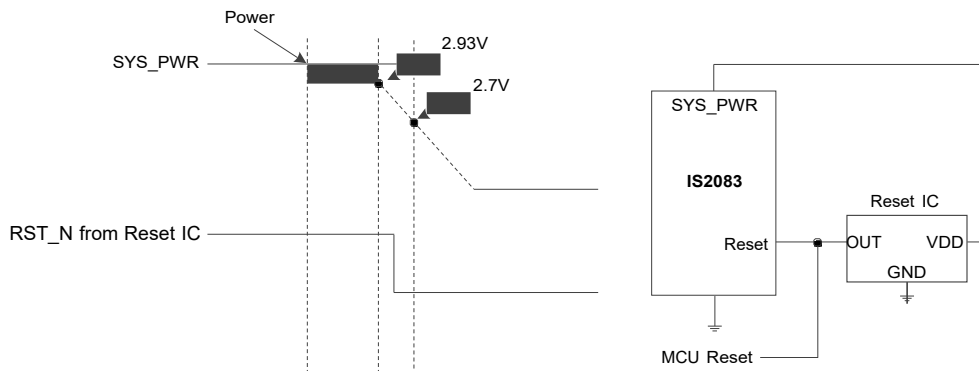 Power
SYS_PWR
2.93V
2.7V
RST_N from Reset IC
SYS_PWR
IS2083
Reset
Reset IC
OUT
VDD
GND
MCU Reset